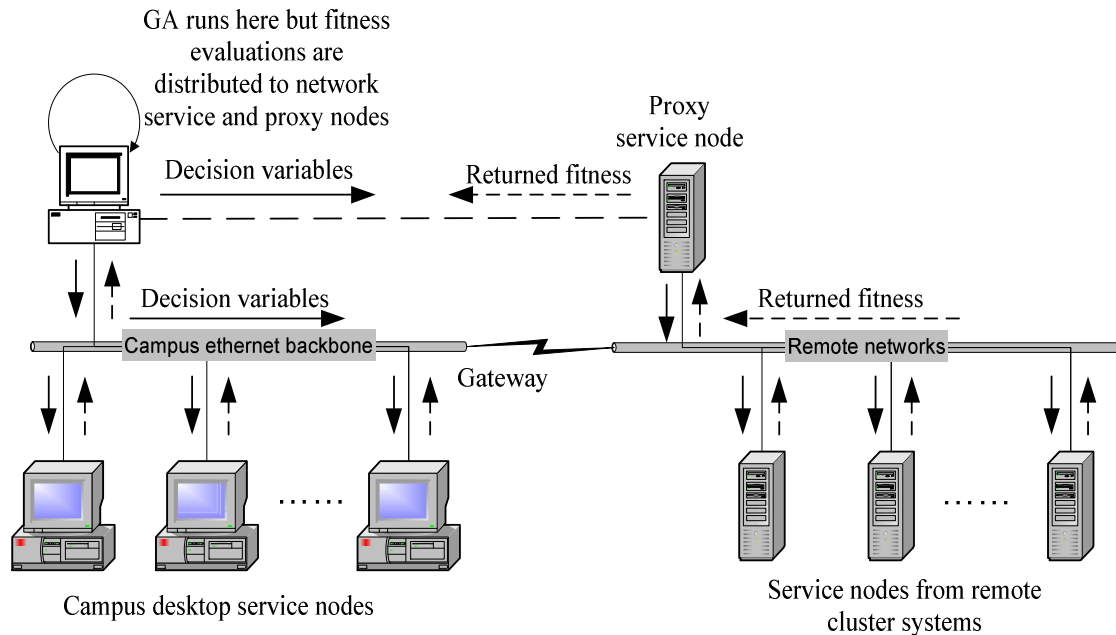 GA runs here but fitness
evaluations are
distributed to network
service and proxy nodes
Proxy
service node
Decision variables
Returned fitness
Decision variables
Returned fitness
Campus ethernet backbone
Remote networks
Gateway
......
......
Campus desktop service nodes
Service nodes from remote
cluster systems